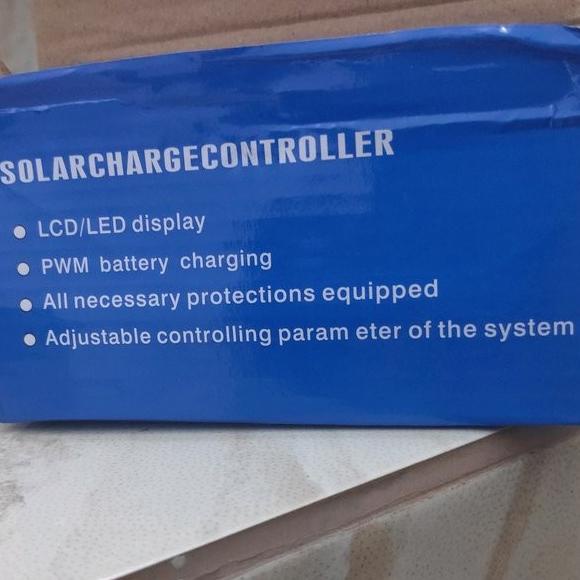 SOLARCHARGECONTROLLER
LCD/LED display
PWM battery charging
All necessary protections equipped
Adjustable controlling param eter of the system